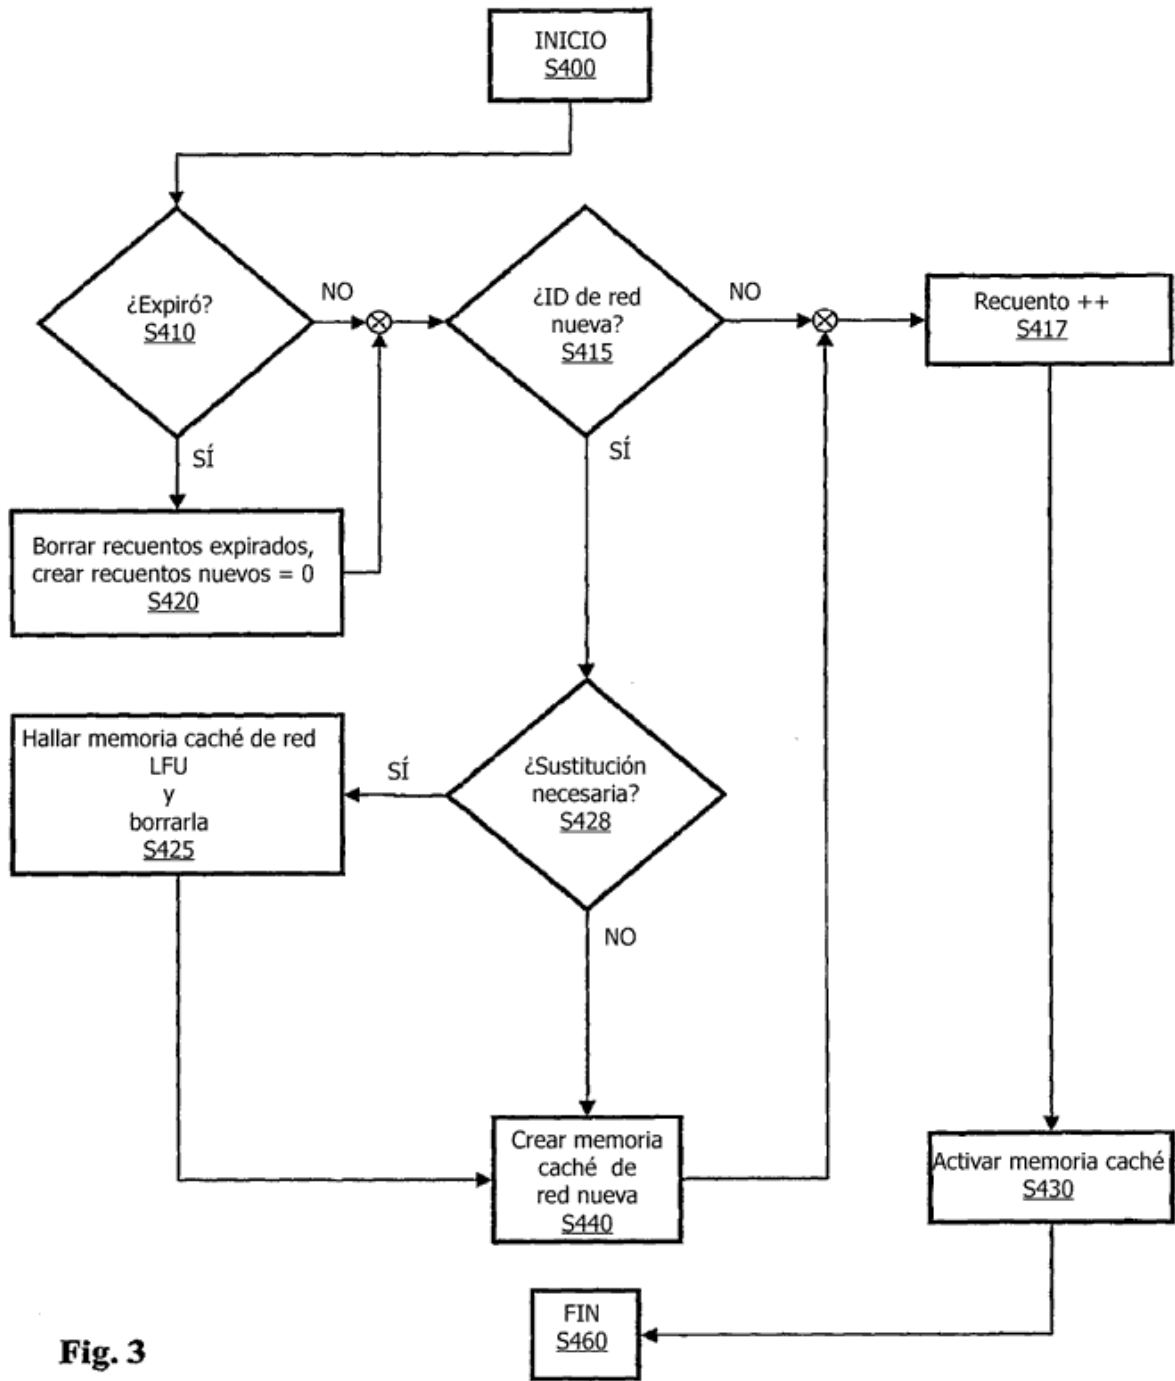 INICIO
S400
¿Expiró?
S410
NO
SÍ
¿ID de red
nueva?
S415
NO
SÍ
Recuento ++
S417
Borrar recuentos expirados,
crear recuentos nuevos = 0
S420
Hallar memoria caché de red
LFU
y
borrarla
S425
SÍ
¿Sustitución
necesaria?
S428
NO
Crear memoria
caché de
red nueva
S440
Activar memoria caché
S430
FIN
S460
Fig. 3